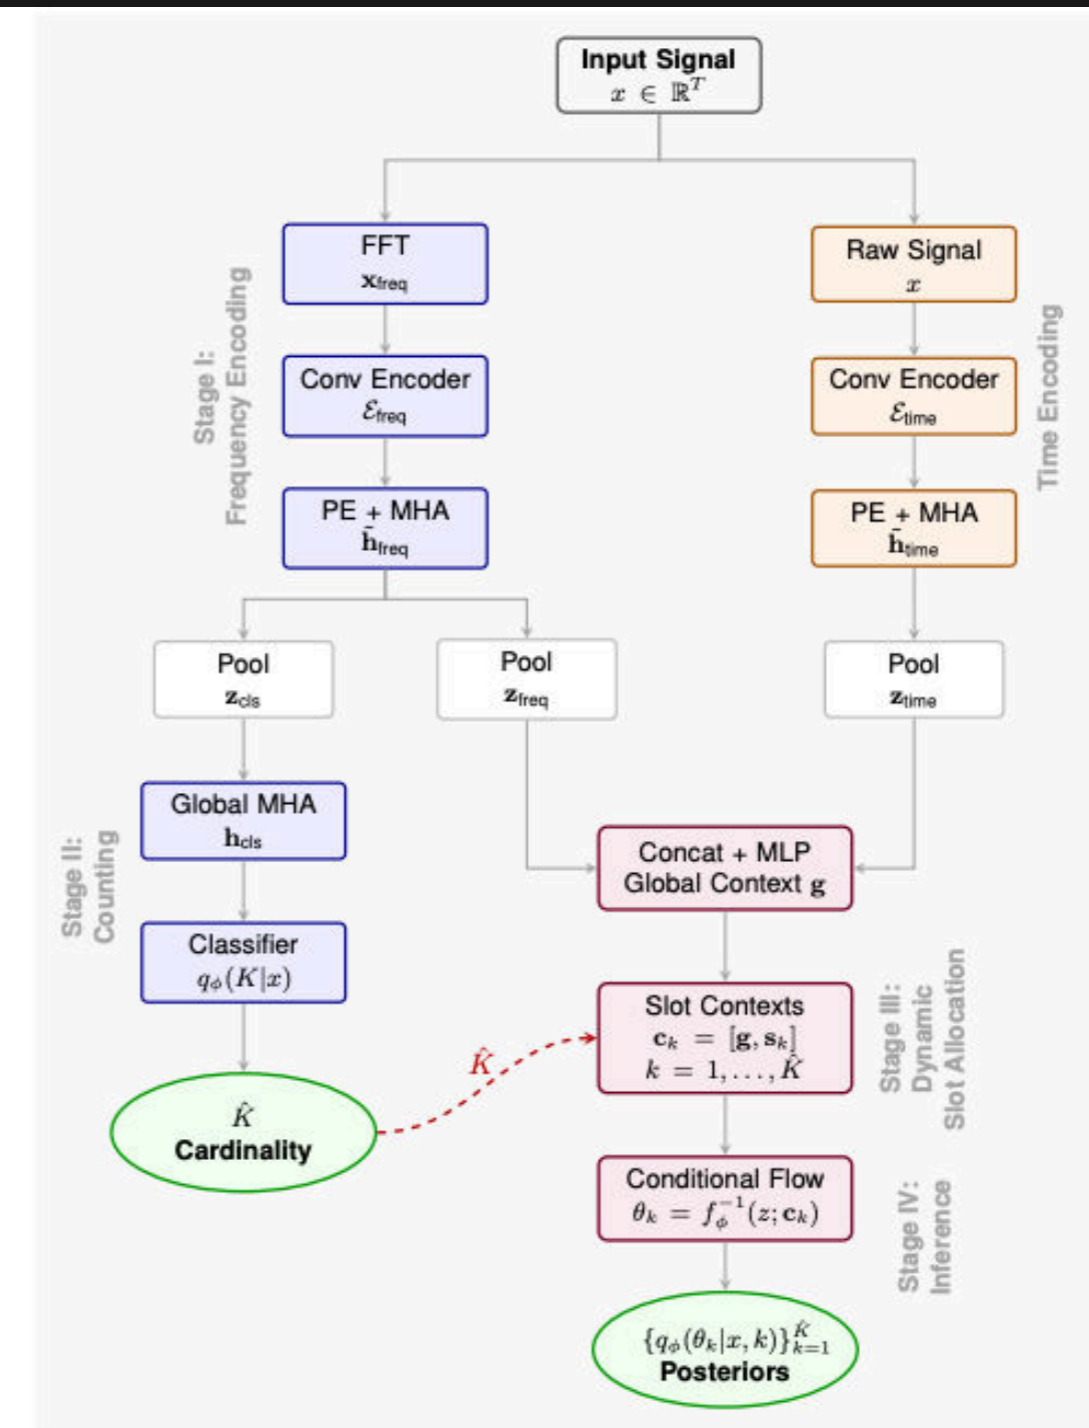 Input Signal
x ∈ ℝ^T
FFT
x_freq
Raw Signal
x
Stage I:
Frequency Encoding
Conv Encoder
ℰ_freq
Conv Encoder
ℰ_time
Time Encoding
PE + MHA
h̃_freq
PE + MHA
h̃_time
Pool
z_cls
Pool
z_freq
Pool
z_time
Stage II:
Counting
Global MHA
h_cls
Concat + MLP
Global Context g
Classifier
q_ϕ(K|x)
Slot Contexts
c_k = [g, s_k]
k = 1, . . . , K̂
Stage III:
Dynamic
Slot Allocation
K̂
K̂
Cardinality
Conditional Flow
θ_k = f_ϕ^{-1}(z; c_k)
Stage IV:
Inference
{q_ϕ(θ_k|x, k)}_{k=1}^{K̂}
Posteriors